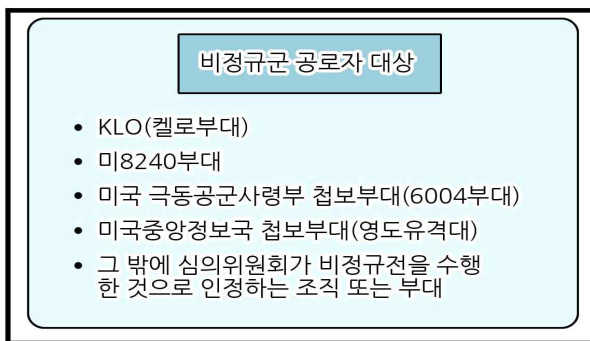 비정규군 공로자 대상
• KLO(켈로부대)
• 미8240부대
• 미국 극동공군사령부 첩보부대(6004부대)
• 미국중앙정보국 첩보부대(영도유격대)
• 그 밖에 심의위원회가 비정규전을 수행
한 것으로 인정하는 조직 또는 부대